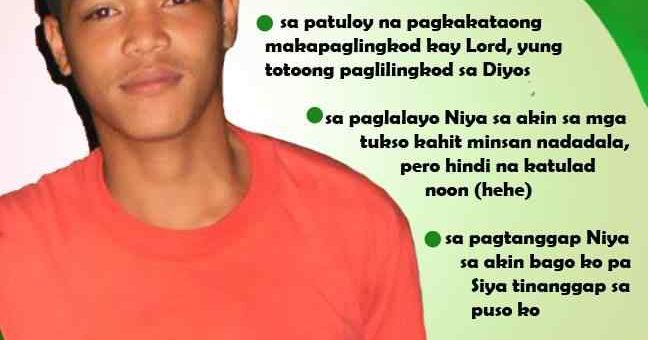 sa patuloy na pagkakataong
makapaglingkod kay Lord, yung
totoong paglilingkod sa Diyos
sa paglalayo Niya sa akin sa mga
tukso kahit minsan nadadala,
pero hindi na katulad
noon (hehe)
sa pagtanggap Niya
sa akin bago ko pa
Siya tinanggap sa
puso ko